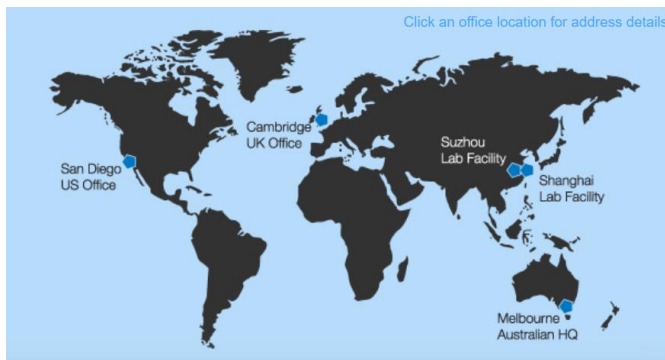 Click an office location for address details
Cambridge
UK Office
Suzhou
Lab Facility
San Diego
US Office
Shanghai
Lab Facility
Melbourne
Australian HQ